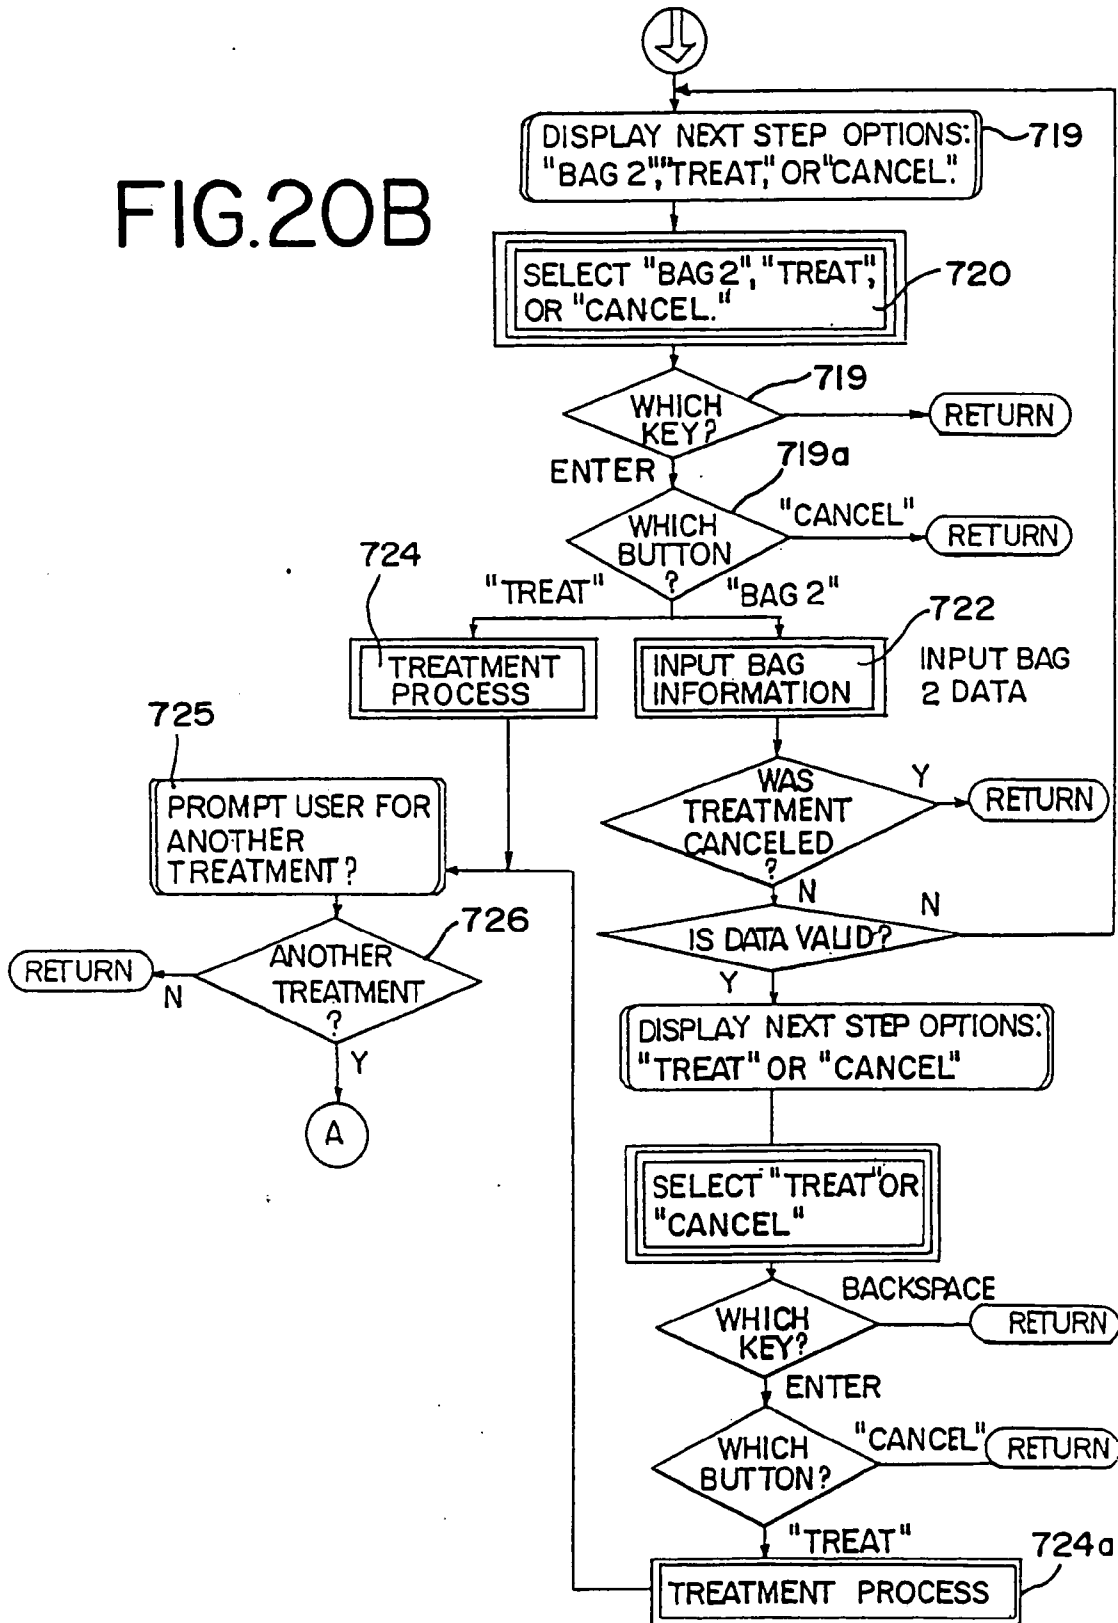 FIG.20B
DISPLAY NEXT STEP OPTIONS:
"BAG 2","TREAT," OR "CANCEL."
719
SELECT "BAG 2", "TREAT",
OR "CANCEL."
720
WHICH
KEY?
719
RETURN
ENTER
719a
WHICH
BUTTON
?
"CANCEL"
RETURN
724
"TREAT"
"BAG 2"
722
TREATMENT
PROCESS
INPUT BAG
INFORMATION
INPUT BAG
2 DATA
725
PROMPT USER FOR
ANOTHER
TREATMENT?
WAS
TREATMENT
CANCELED
?
Y
RETURN
N
726
ANOTHER
TREATMENT
?
RETURN
N
Y
A
IS DATA VALID?
N
Y
DISPLAY NEXT STEP OPTIONS:
"TREAT" OR "CANCEL"
SELECT "TREAT" OR
"CANCEL"
BACKSPACE
WHICH
KEY?
RETURN
ENTER
WHICH
BUTTON?
"CANCEL"
RETURN
"TREAT"
724a
TREATMENT PROCESS